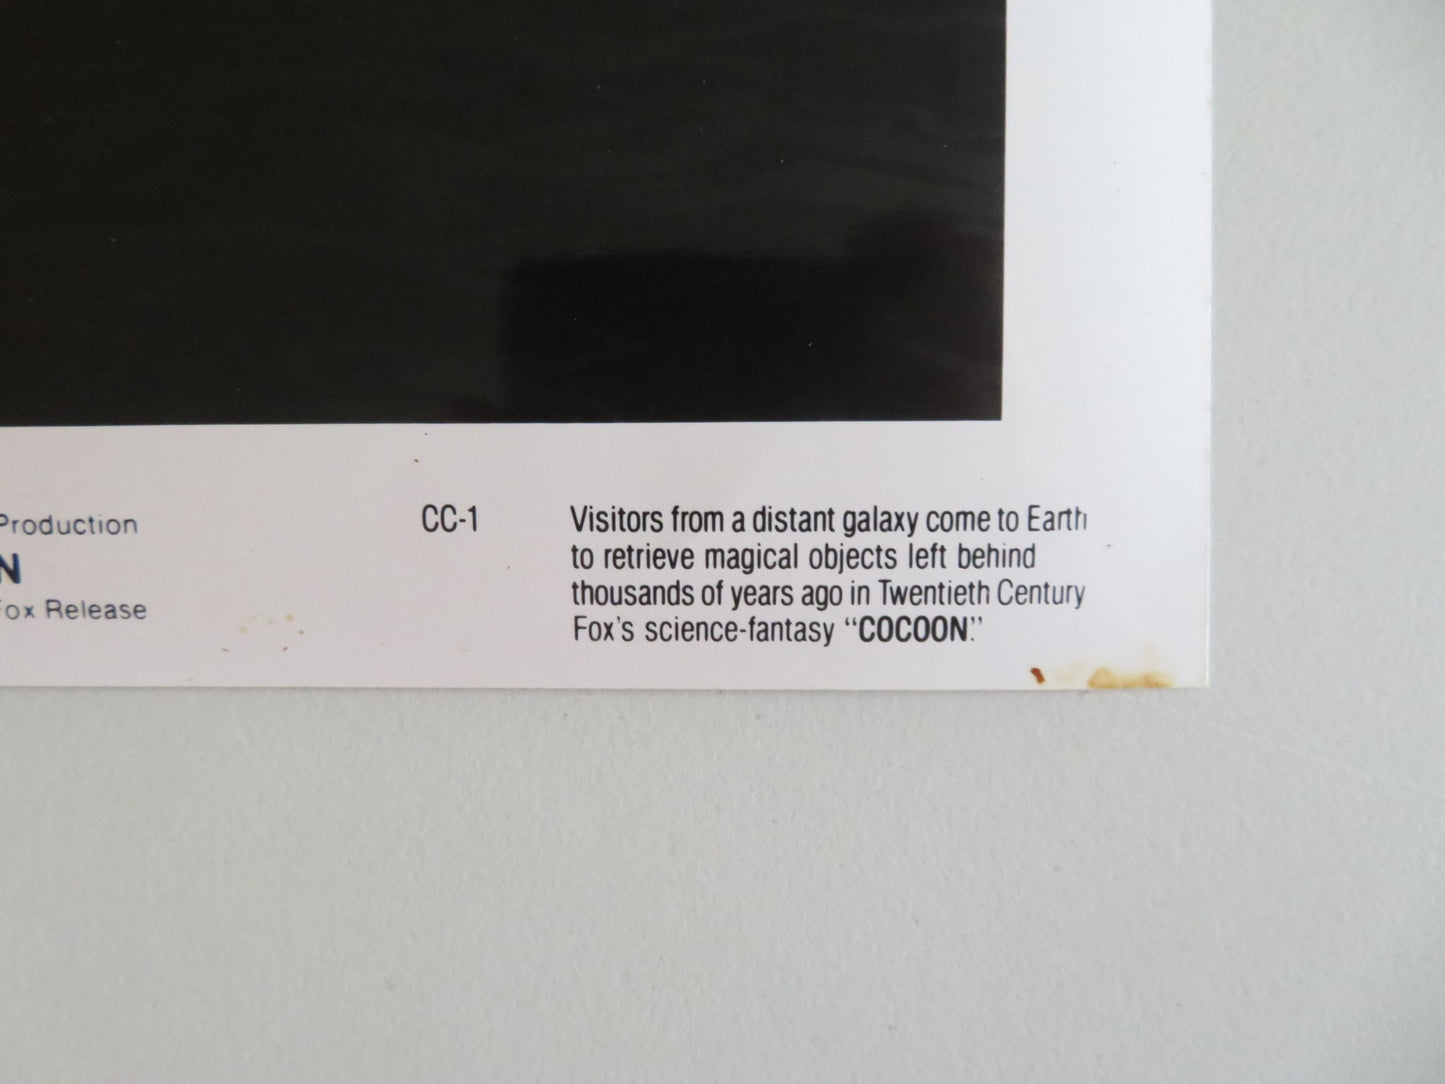 Production
N
Fox Release
CC-1
Visitors from a distant galaxy come to Earth
to retrieve magical objects left behind
thousands of years ago in Twentieth Century
Fox's science-fantasy “COCOON.”